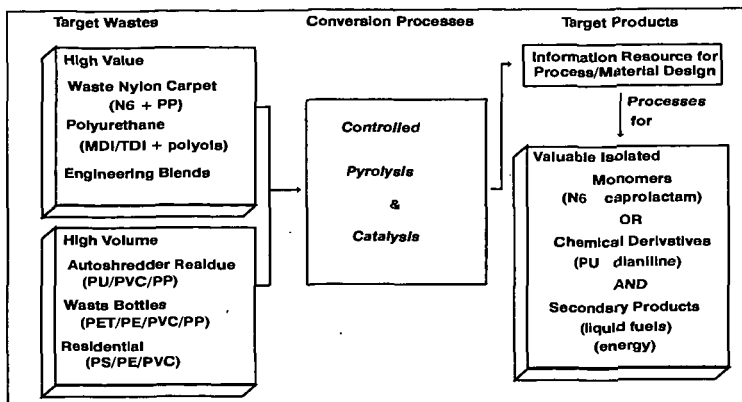 Target Wastes
High Value
Waste Nylon Carpet
(N6 + PP)
Polyurethane
(MDI/TDI + polyols)
Engineering Blends
High Volume
Autoshredder Residue
(PU/PVC/PP)
Wasts Bottles
(PET/PE/PVC/PP)
Residential
(PS/PE/PVC)
Conversion Processes
Controlled
Pyrolysis
&
Catalysis
Target Products
Information Resource for
Process/Material Design
Processes
for
Valuable Isolated
Monomers
(N6 caprolactam)
OR
Chemical Derivatives
(PU dianiline)
AND
Secondary Products
(liquid fuels)
(energy)